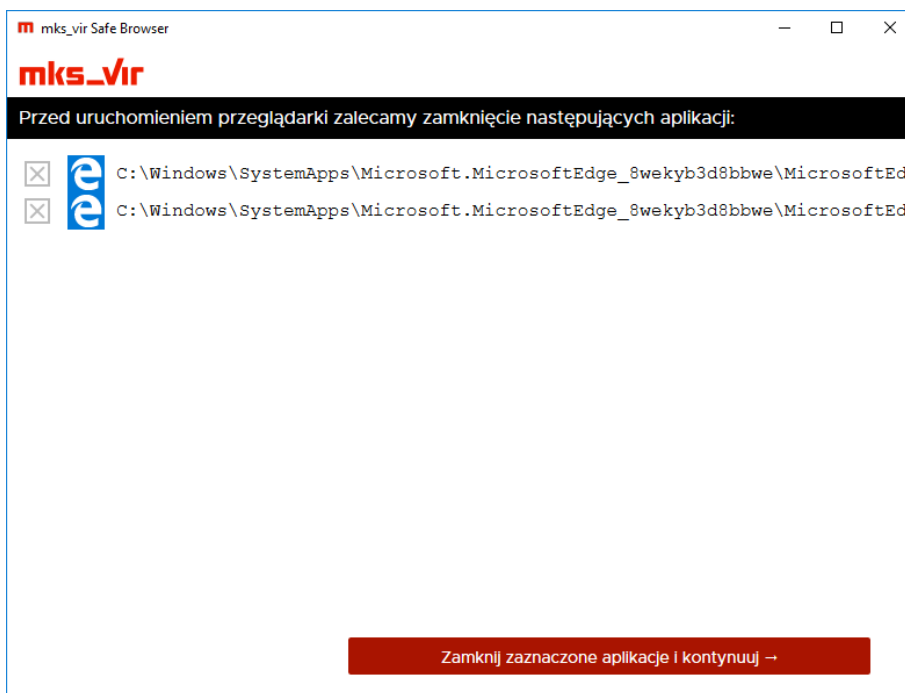 mks_vir Safe Browser
mks_vir
Przed uruchomieniem przeglądarki zalecamy zamknięcie następujących aplikacji:
C:\Windows\SystemApps\Microsoft.MicrosoftEdge_8wekyb3d8bbwe\MicrosoftEd
C:\Windows\SystemApps\Microsoft.MicrosoftEdge_8wekyb3d8bbwe\MicrosoftEd
Zamknij zaznaczone aplikacje i kontynuuj →